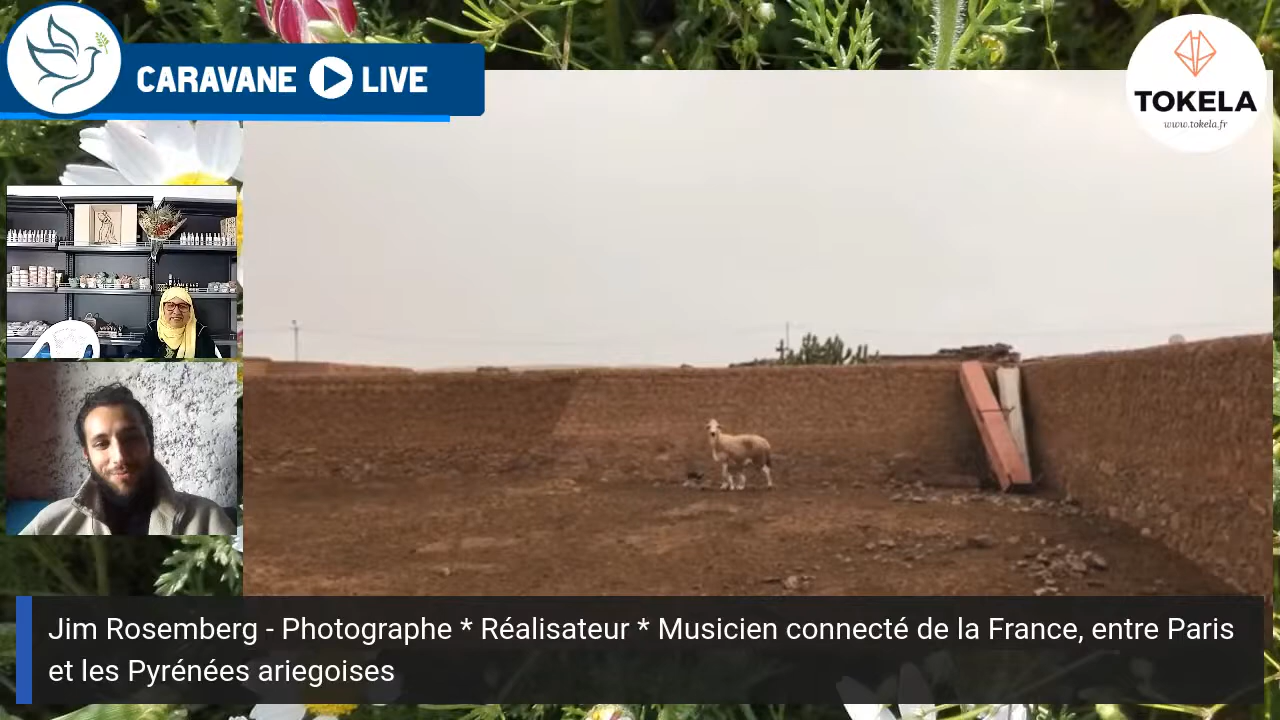 CARAVANE LIVE
TOKELA
www.tokela.fr
Jim Rosemberg - Photographe * Réalisateur * Musicien connecté de la France, entre Paris
et les Pyrénées ariegoises